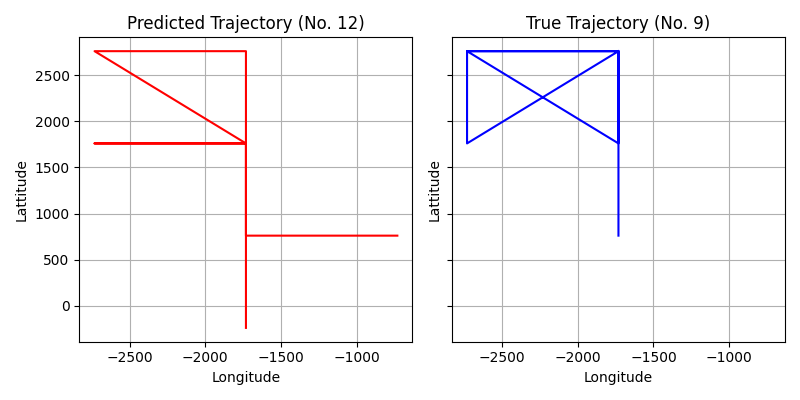 Predicted Trajectory (No. 12)
True Trajectory (No. 9)
Lattitude
2500
2000
1500
1000
500
0
−2500 −2000 −1500 −1000
Longitude
Lattitude
−2500 −2000 −1500 −1000
Longitude